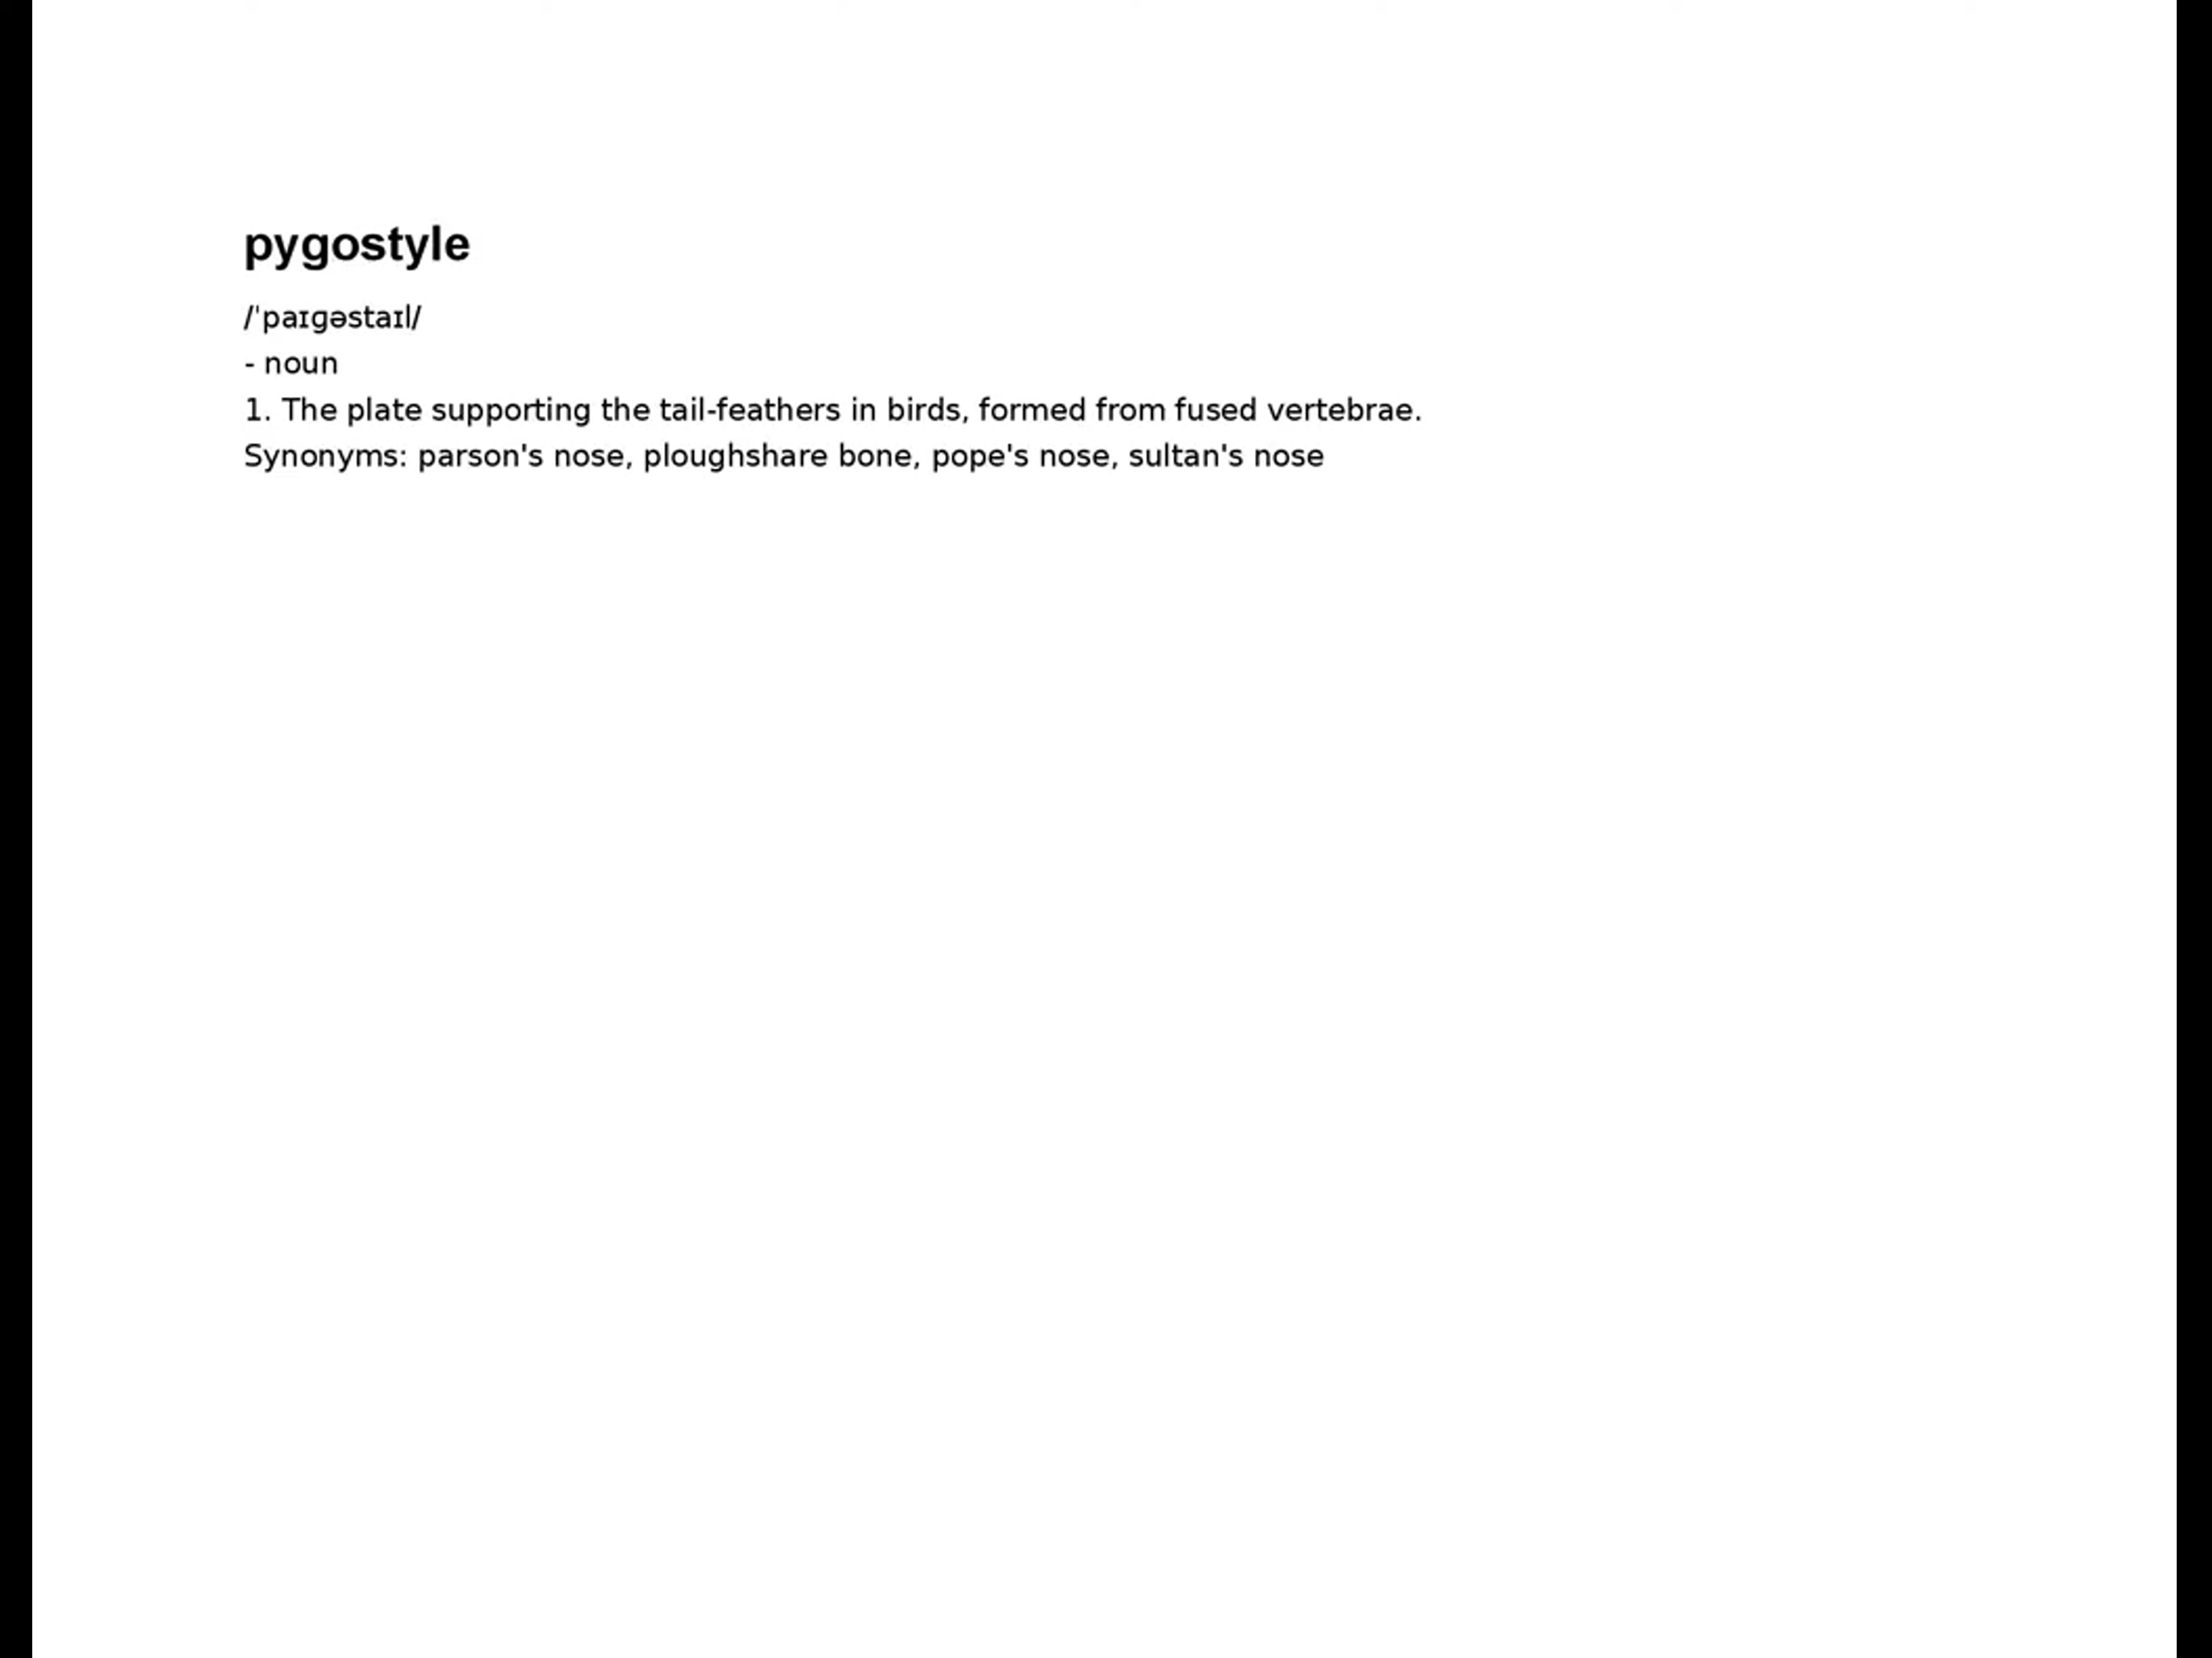 pygostyle
/ˈpaɪɡəstaɪl/
- noun
1. The plate supporting the tail-feathers in birds, formed from fused vertebrae.
Synonyms: parson's nose, ploughshare bone, pope's nose, sultan's nose